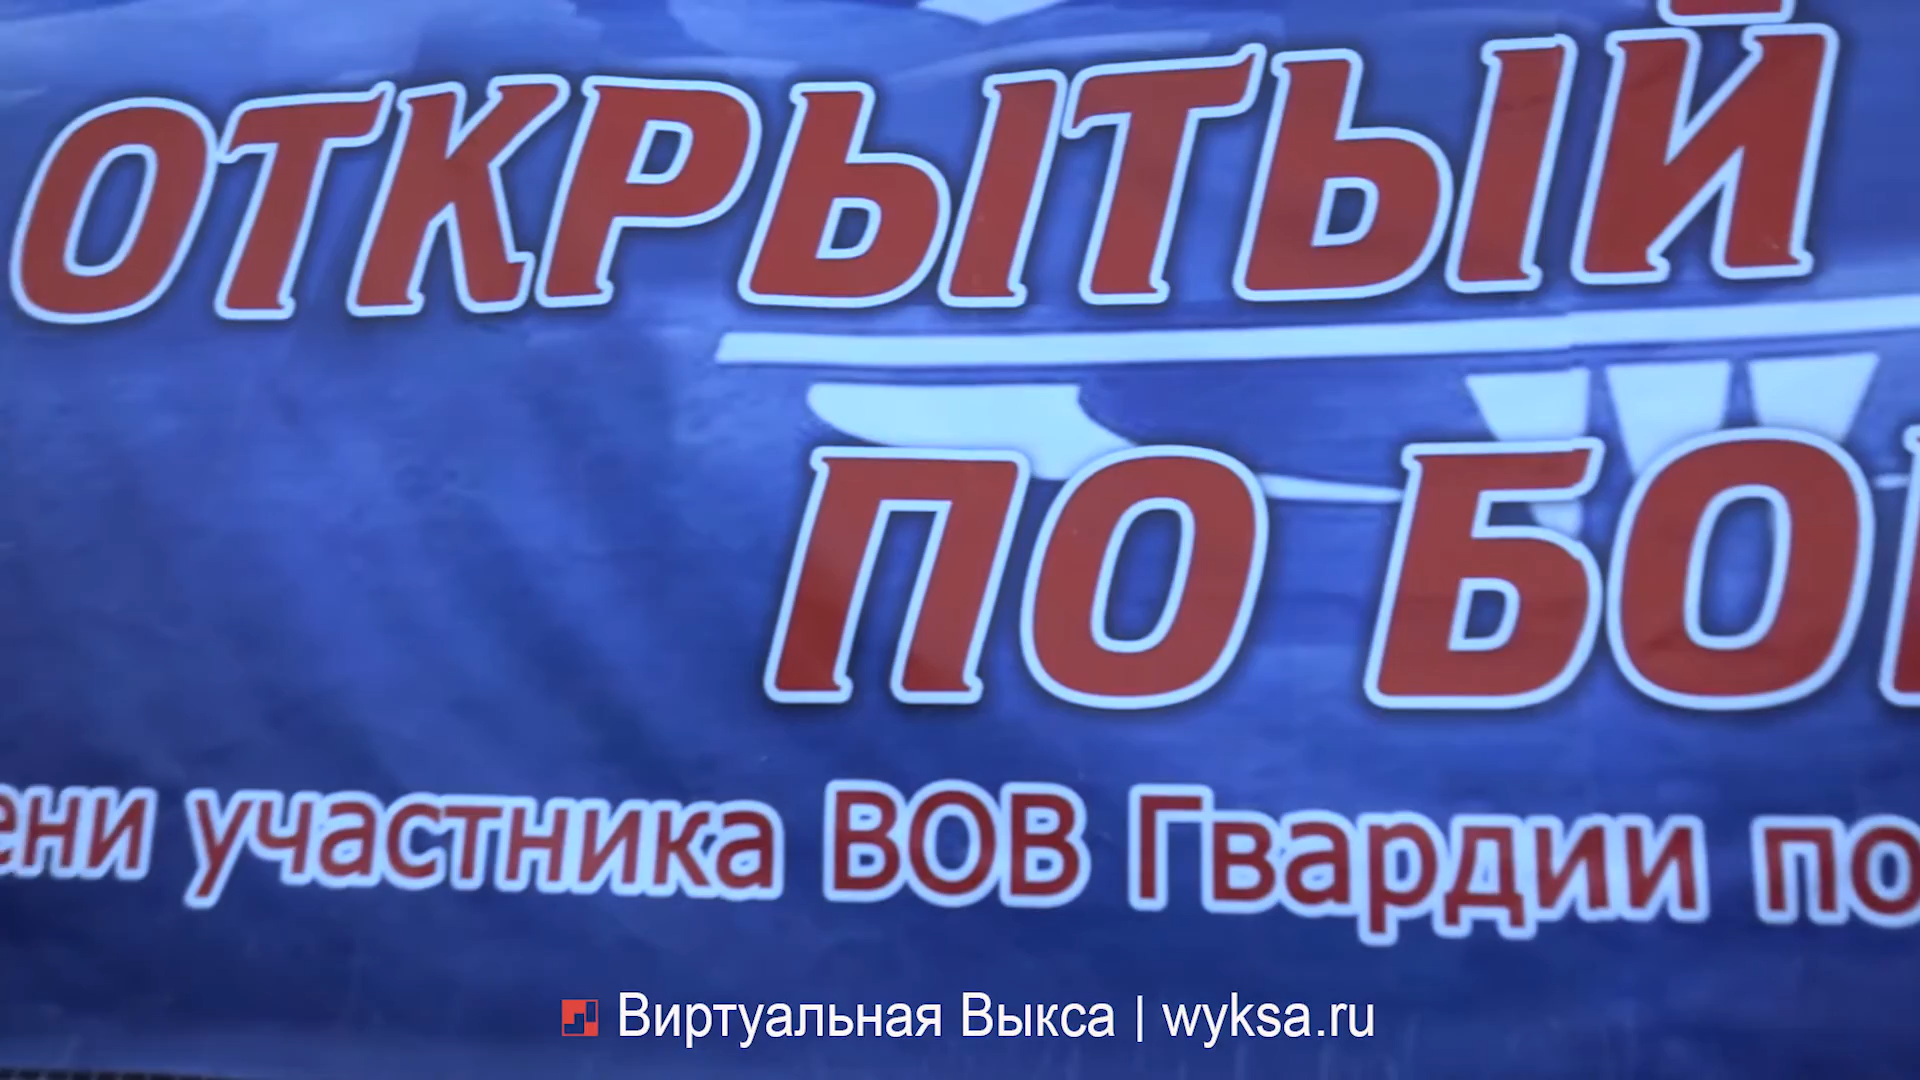 ОТКРЫТЫЙ
ПО БО
ени участника ВОВ Гвардии по
Виртуальная Выкса | wyksa.ru